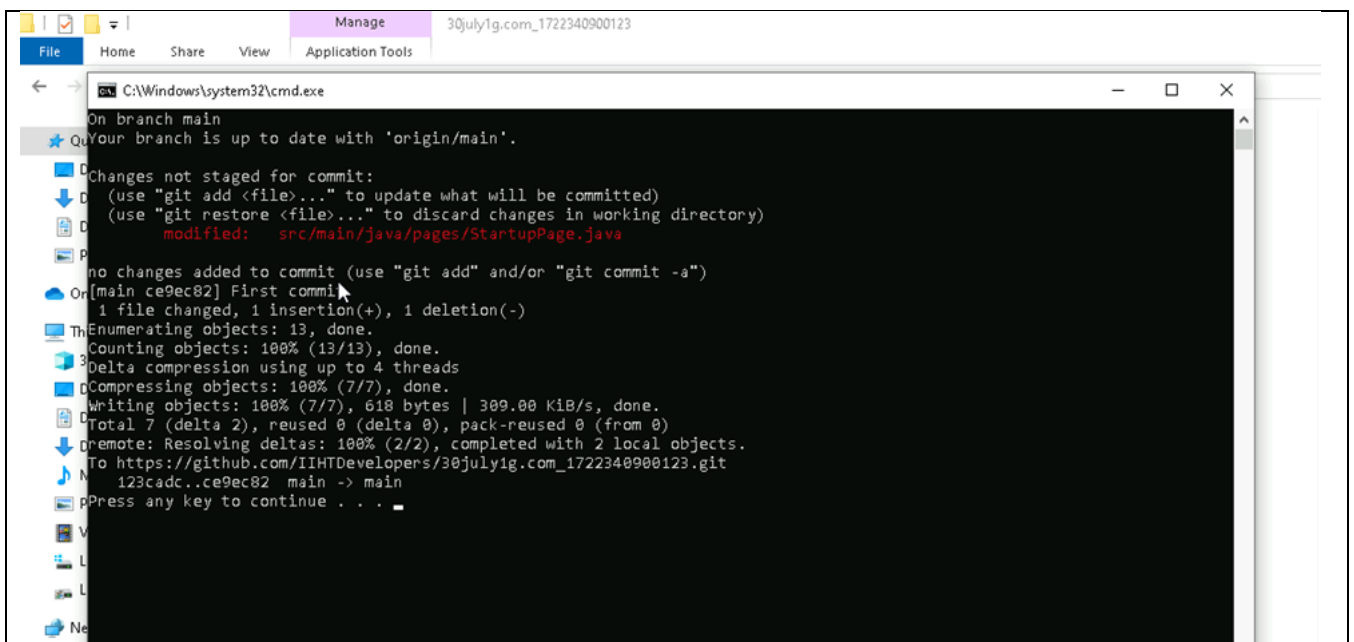 Manage
30july1g.com_1722340900123
File Home Share View Application Tools
C:\Windows\system32\cmd.exe
On branch main
Your branch is up to date with 'origin/main'.
Changes not staged for commit:
(use "git add <file>..." to update what will be committed)
(use "git restore <file>..." to discard changes in working directory)
modified: src/main/java/pages/StartupPage.java
no changes added to commit (use "git add" and/or "git commit -a")
[main ce9ec82] First commit
1 file changed, 1 insertion(+), 1 deletion(-)
Enumerating objects: 13, done.
Counting objects: 100% (13/13), done.
Delta compression using up to 4 threads
Compressing objects: 100% (7/7), done.
Writing objects: 100% (7/7), 618 bytes | 309.00 KiB/s, done.
Total 7 (delta 2), reused 0 (delta 0), pack-reused 0 (from 0)
remote: Resolving deltas: 100% (2/2), completed with 2 local objects.
To https://github.com/IIHTDevelopers/30july1g.com_1722340900123.git
123cadc..ce9ec82 main -> main
Press any key to continue . . .